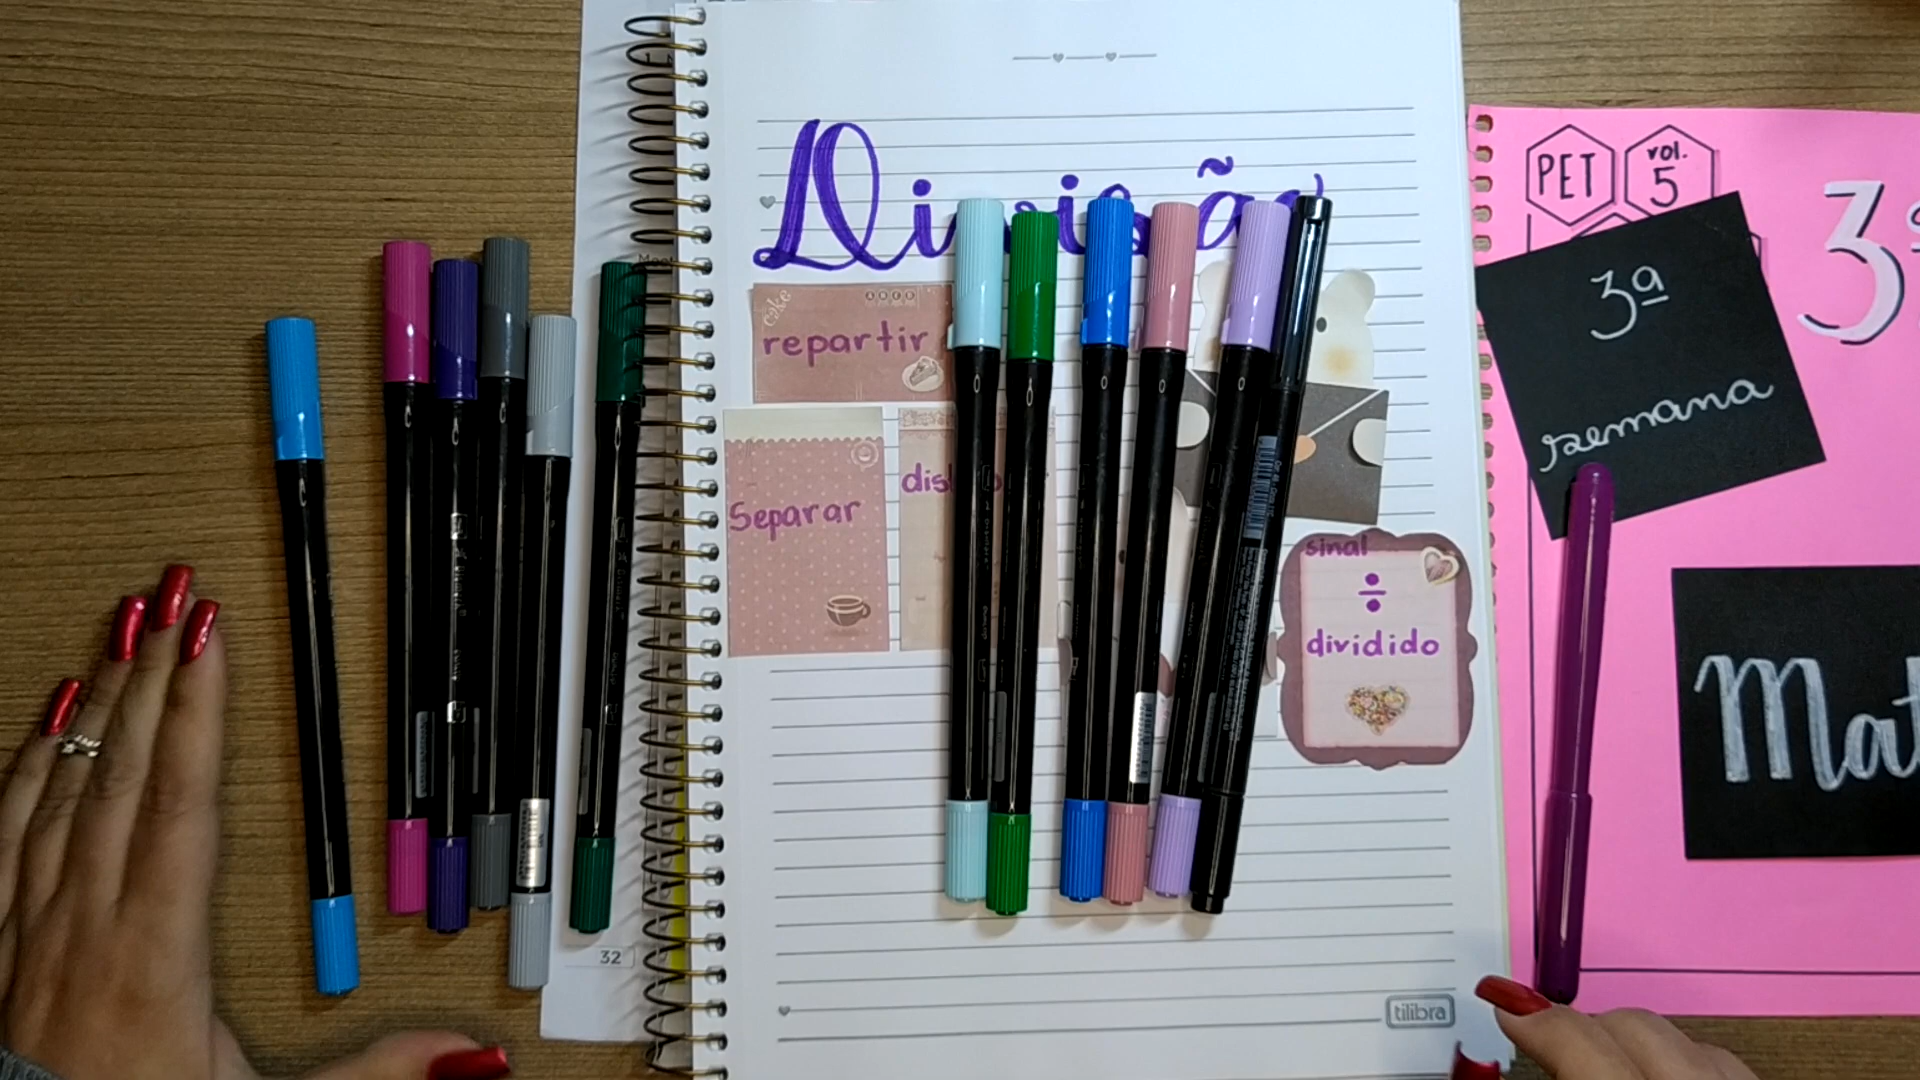 Divisão
repartir
Separar
sinal
÷
dividido
32
tilibra
PET
vol.
5
3ª
semana